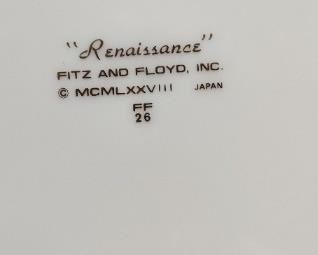 "Renaissance"
FITZ AND FLOYD, INC.
© MCMLXXVIII JAPAN
FF
26